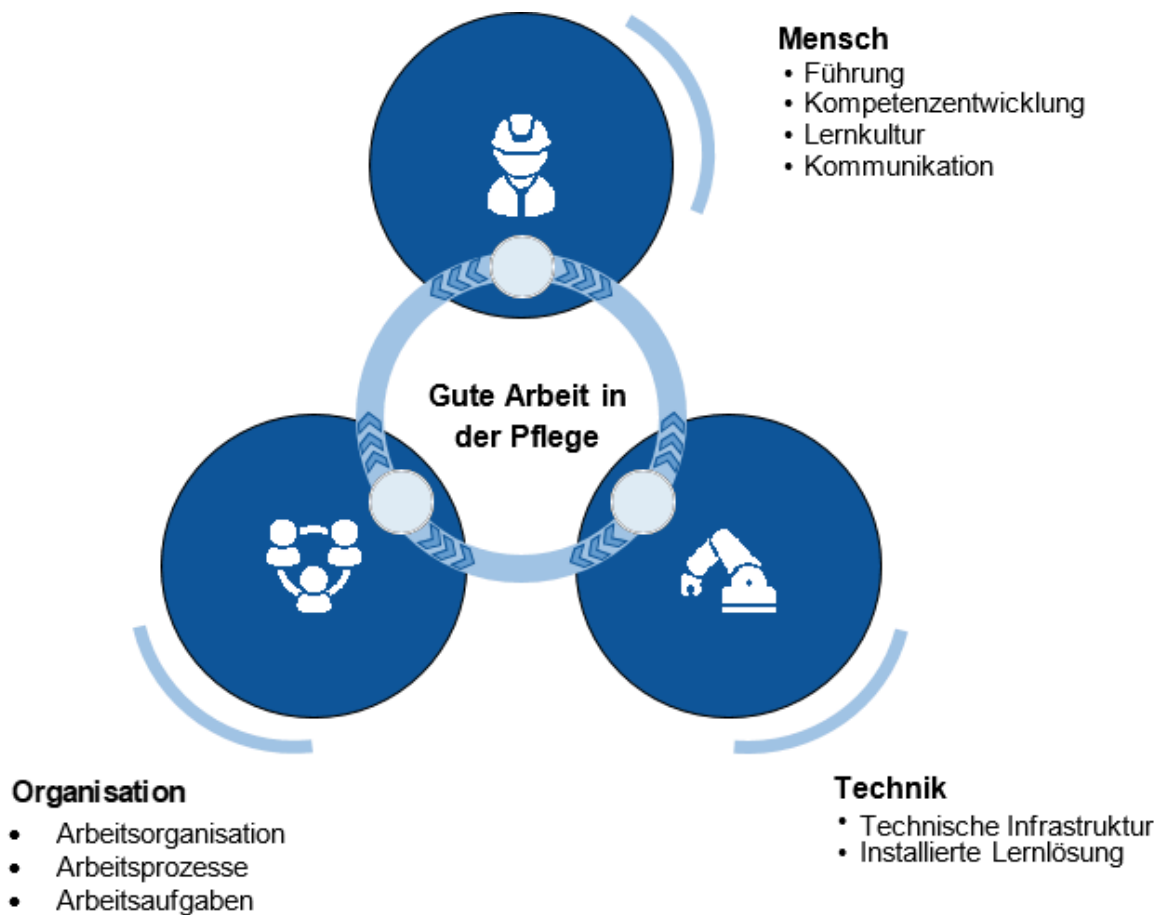 Mensch
• Führung
• Kompetenzentwicklung
• Lernkultur
• Kommunikation
Gute Arbeit in
der Pflege
Organisation
• Arbeitsorganisation
• Arbeitsprozesse
• Arbeitsaufgaben
Technik
• Technische Infrastruktur
• Installierte Lernlösung